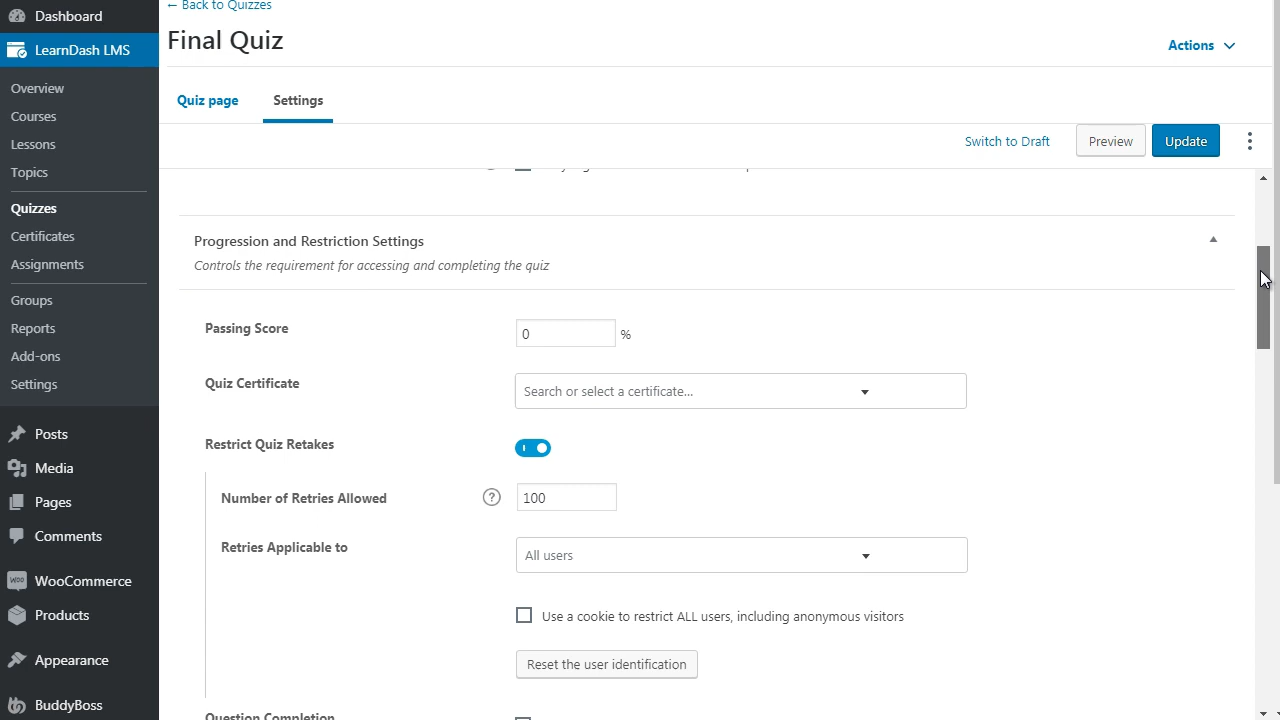 Dashboard
LearnDash LMS
Overview
Courses
Lessons
Topics
Quizzes
Certificates
Assignments
Groups
Reports
Add-ons
Settings
Posts
Media
Pages
Comments
WooCommerce
Products
Appearance
BuddyBoss
← Back to Quizzes
Final Quiz
Actions
Quiz page Settings
Switch to Draft Preview Update
Progression and Restriction Settings
Controls the requirement for accessing and completing the quiz
Passing Score 0 %
Quiz Certificate Search or select a certificate...
Restrict Quiz Retakes
Number of Retries Allowed ? 100
Retries Applicable to All users
Use a cookie to restrict ALL users, including anonymous visitors
Reset the user identification
Question Completion